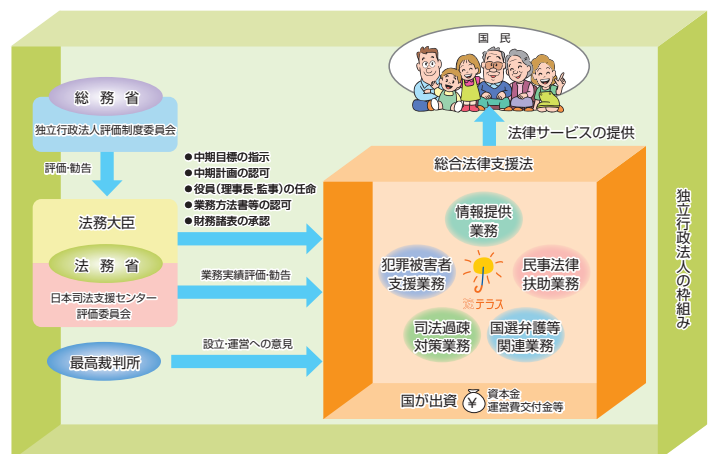 国 民
法律サービスの提供
総 務 省
独立行政法人評価制度委員会
評価・勧告
法務大臣
法 務 省
日本司法支援センター
評価委員会
最高裁判所
●中期目標の指示
●中期計画の認可
●役員（理事長・監事）の任命
●業務方法書等の認可
●財務諸表の承認
業務実績評価・勧告
設立・運営への意見
総合法律支援法
情報提供
業務
犯罪被害者
支援業務
民事法律
扶助業務
法テラス
司法過疎
対策業務
国選弁護等
関連業務
国が出資
¥
資本金
運営費交付金等
独立行政法人の枠組み